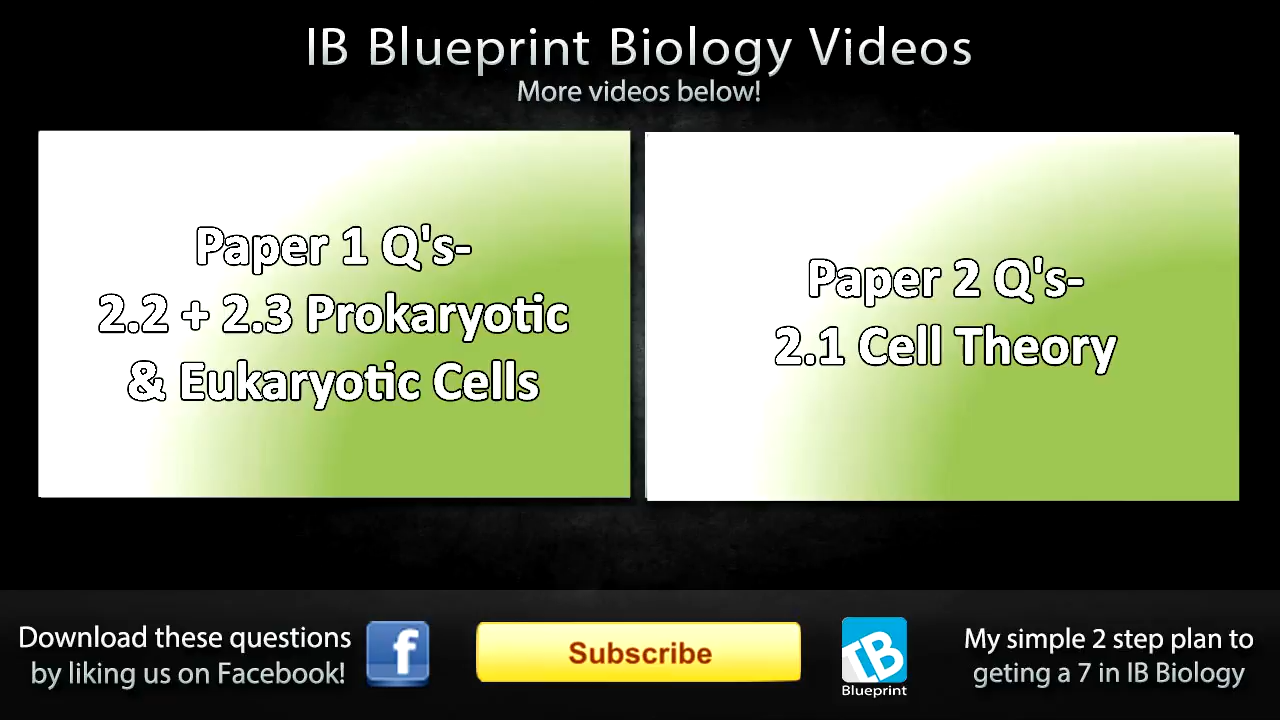 IB Blueprint Biology Videos
More videos below!
Paper 1 Q's-
2.2 + 2.3 Prokaryotic
& Eukaryotic Cells
Paper 2 Q's-
2.1 Cell Theory
Download these questions
by liking us on Facebook!
f
Subscribe
IB
Blueprint
My simple 2 step plan to
geting a 7 in IB Biology